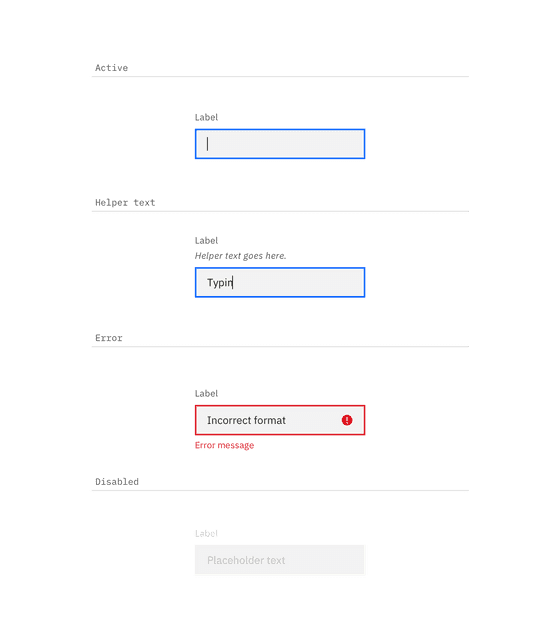 Active
Label
Helper text
Label
Helper text goes here.
Typin
Error
Label
Incorrect format
Error message
Disabled
Label
Placeholder text